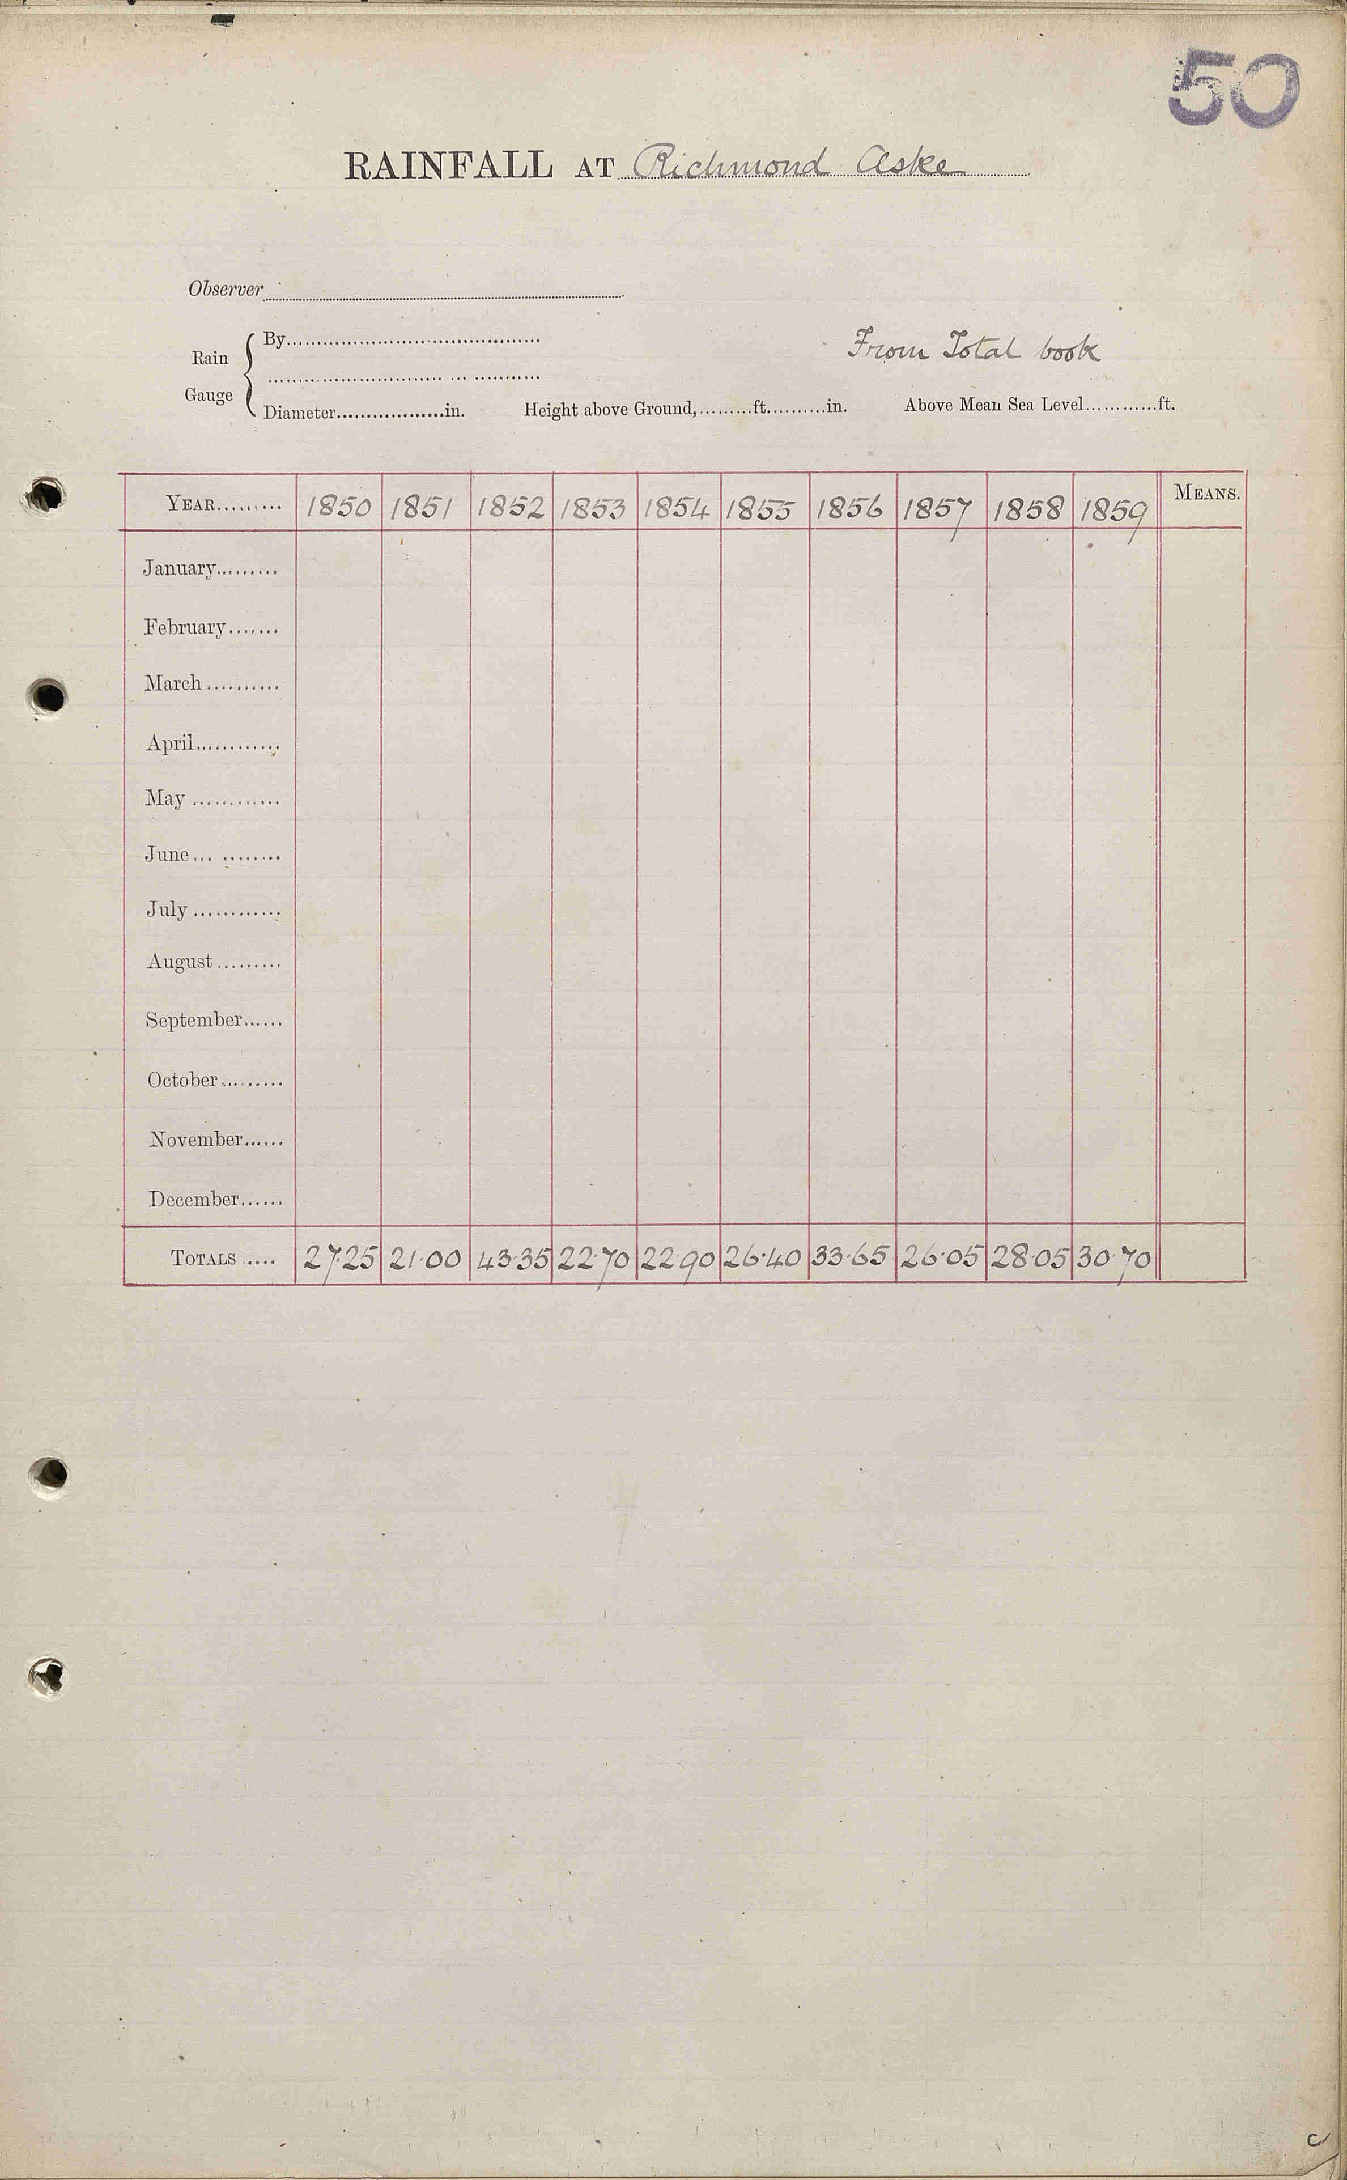 50
RAINFALL AT Richmond Aske
Observer
Rain Gauge { By
Diameter in. Height above Ground, ft. in. Above Mean Sea Level ft.
From Total book
YEAR 1850 1851 1852 1853 1854 1855 1856 1857 1858 1859 MEANS.
January
February
March
April
May
June
July
August
September
October
November
December
TOTALS 27.25 21.00 43.35 22.70 22.90 26.40 33.65 26.05 28.05 30.70
c